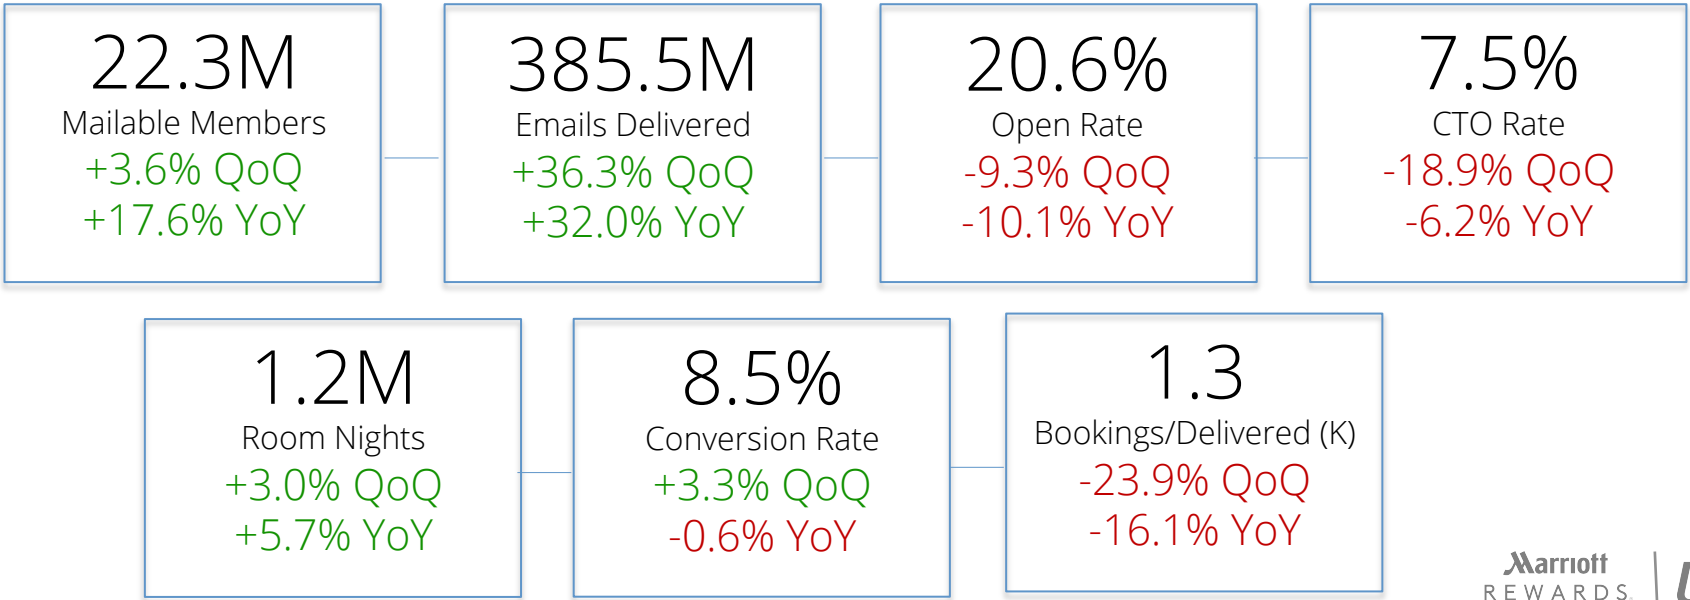 22.3M
Mailable Members
+3.6% QoQ
+17.6% YoY
385.5M
Emails Delivered
+36.3% QoQ
+32.0% YoY
20.6%
Open Rate
-9.3% QoQ
-10.1% YoY
7.5%
CTO Rate
-18.9% QoQ
-6.2% YoY
1.2M
Room Nights
+3.0% QoQ
+5.7% YoY
8.5%
Conversion Rate
+3.3% QoQ
-0.6% YoY
1.3
Bookings/Delivered (K)
-23.9% QoQ
-16.1% YoY
Marriott
REWARDS.